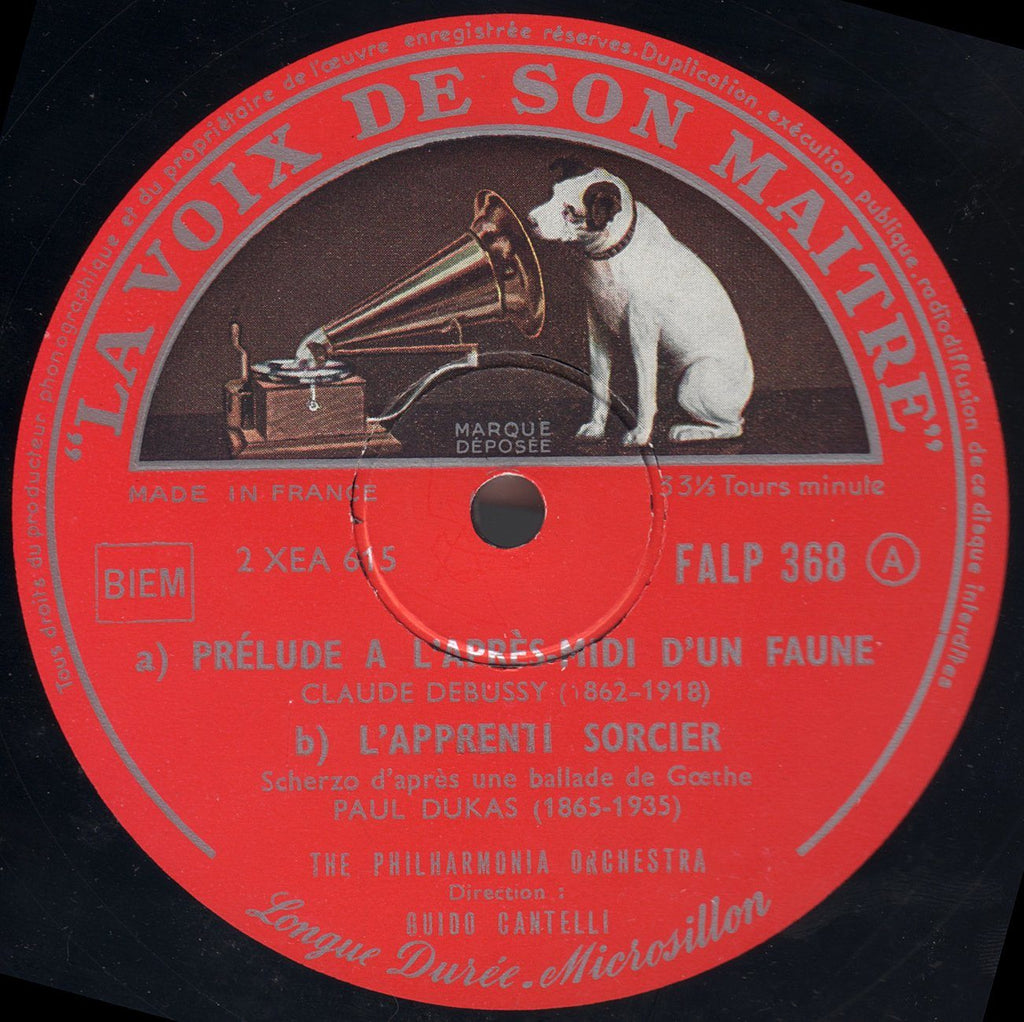 Tous droits du producteur phonographique et du propriétaire de l'œuvre enregistrée réservés. Duplication. exécution publique. radiodiffusion de ce disque interdites
“LA VOIX DE SON MAITRE”
MARQUE
DÉPOSÉE
MADE IN FRANCE
33⅓ Tours minute
BIEM
2 XEA 615
FALP 368 A
a) PRÉLUDE A L'APRÈS-MIDI D'UN FAUNE
CLAUDE DEBUSSY (1862-1918)
b) L'APPRENTI SORCIER
Scherzo d'après une ballade de Gœthe
PAUL DUKAS (1865-1935)
THE PHILHARMONIA ORCHESTRA
Direction :
GUIDO CANTELLI
Longue Durée. Microsillon